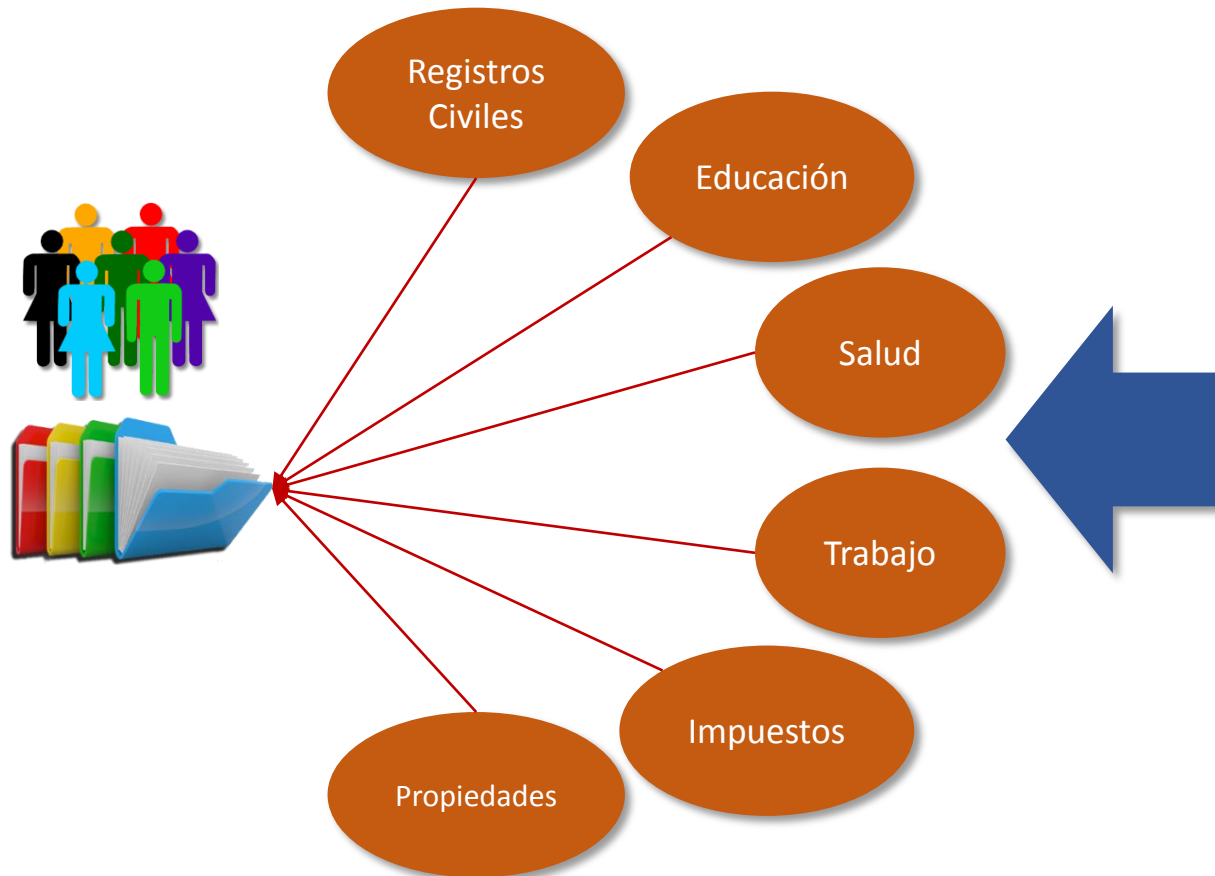 Registros
Civiles
Educación
Salud
Trabajo
Impuestos
Propiedades